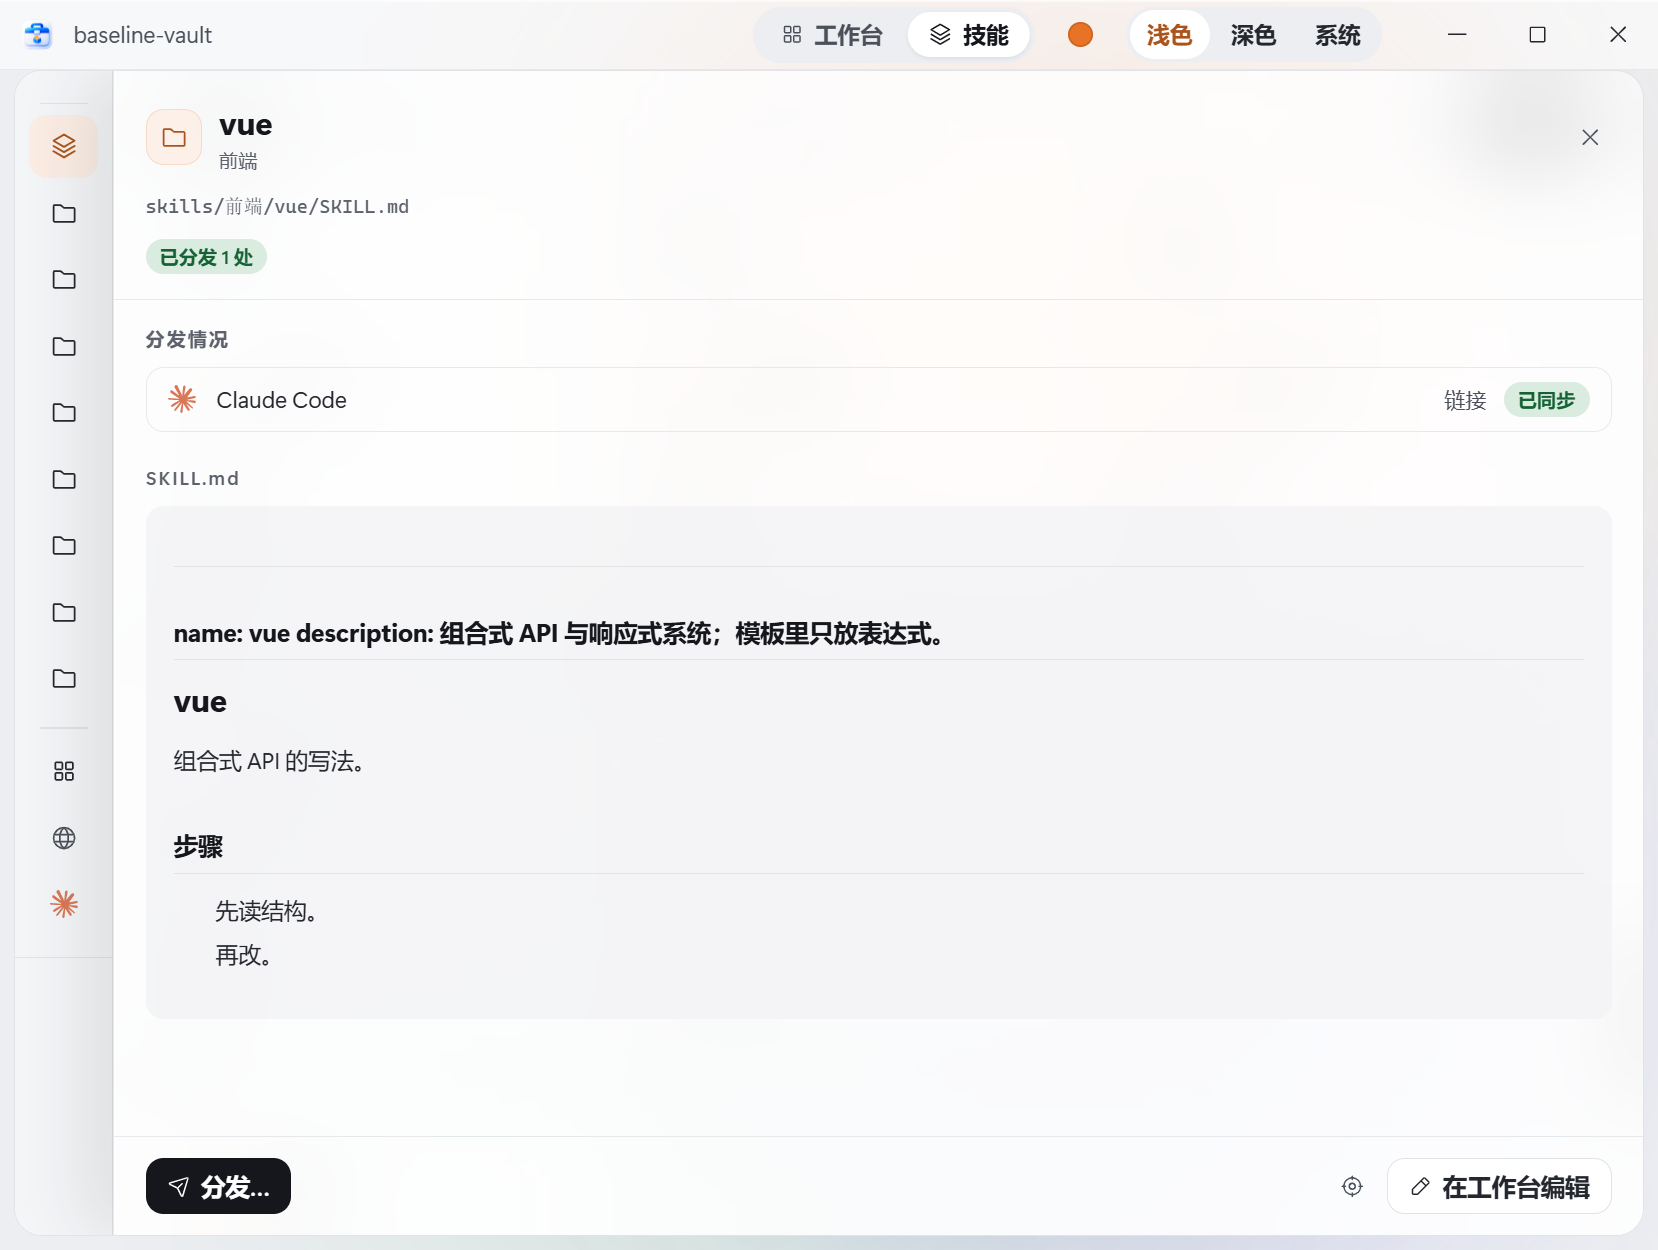 baseline-vault
工作台
技能
浅色
深色
系统
vue
前端
skills/前端/vue/SKILL.md
已分发 1 处
分发情况
Claude Code
链接
已同步
SKILL.md
name: vue description: 组合式 API 与响应式系统；模板里只放表达式。
vue
组合式 API 的写法。
步骤
先读结构。
再改。
分发...
在工作台编辑